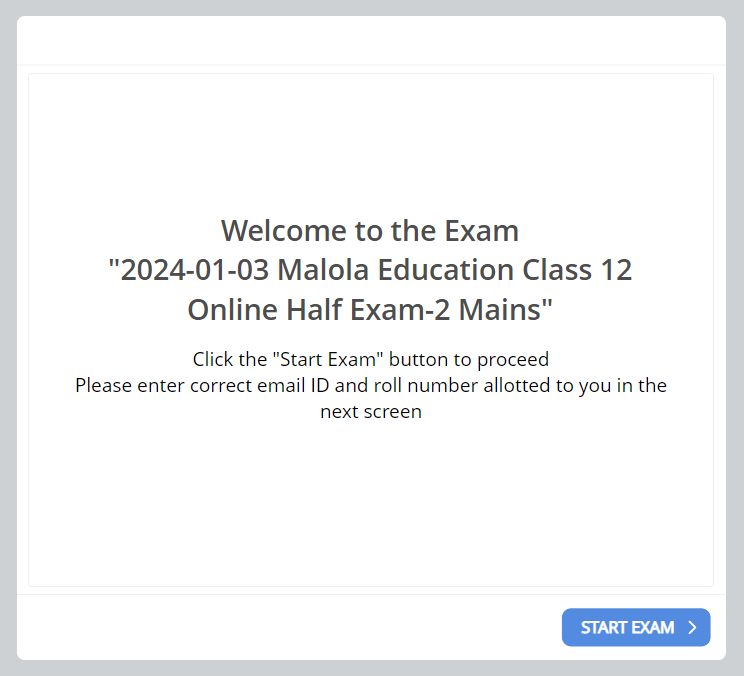 Welcome to the Exam
"2024-01-03 Malola Education Class 12
Online Half Exam-2 Mains"
Click the "Start Exam" button to proceed
Please enter correct email ID and roll number allotted to you in the
next screen
START EXAM